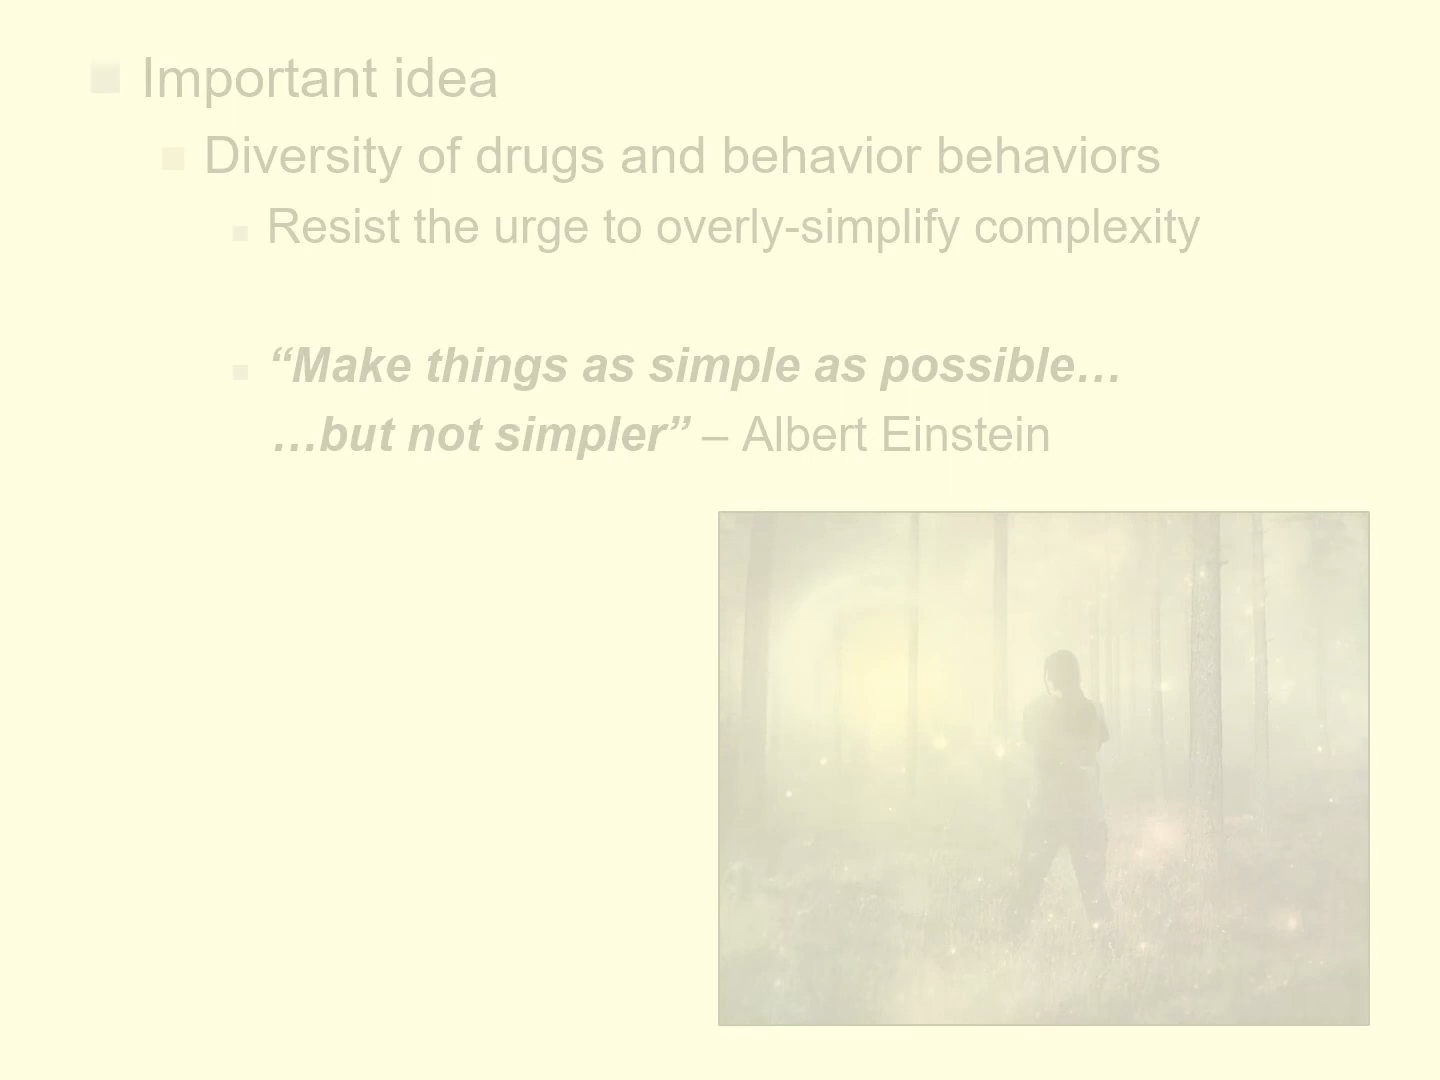 Important idea
Diversity of drugs and behavior behaviors
Resist the urge to overly-simplify complexity
“Make things as simple as possible…
…but not simpler” – Albert Einstein